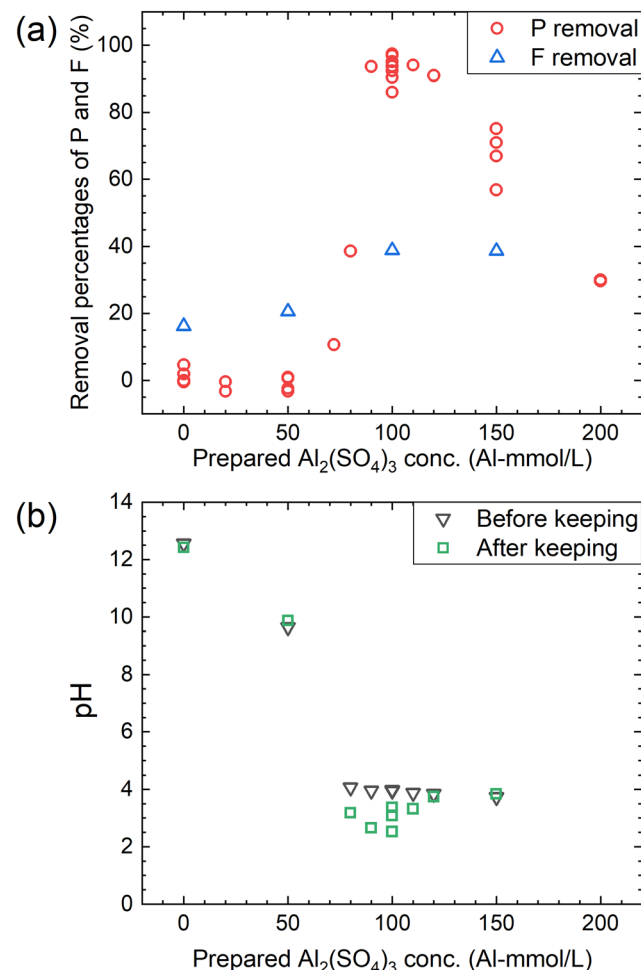 (a)
P removal
F removal
Removal percentages of P and F (%)
100
80
60
40
20
0
0 50 100 150 200
Prepared Al₂(SO₄)₃ conc. (Al-mmol/L)
(b)
Before keeping
After keeping
pH
14
12
10
8
6
4
2
0
0 50 100 150 200
Prepared Al₂(SO₄)₃ conc. (Al-mmol/L)